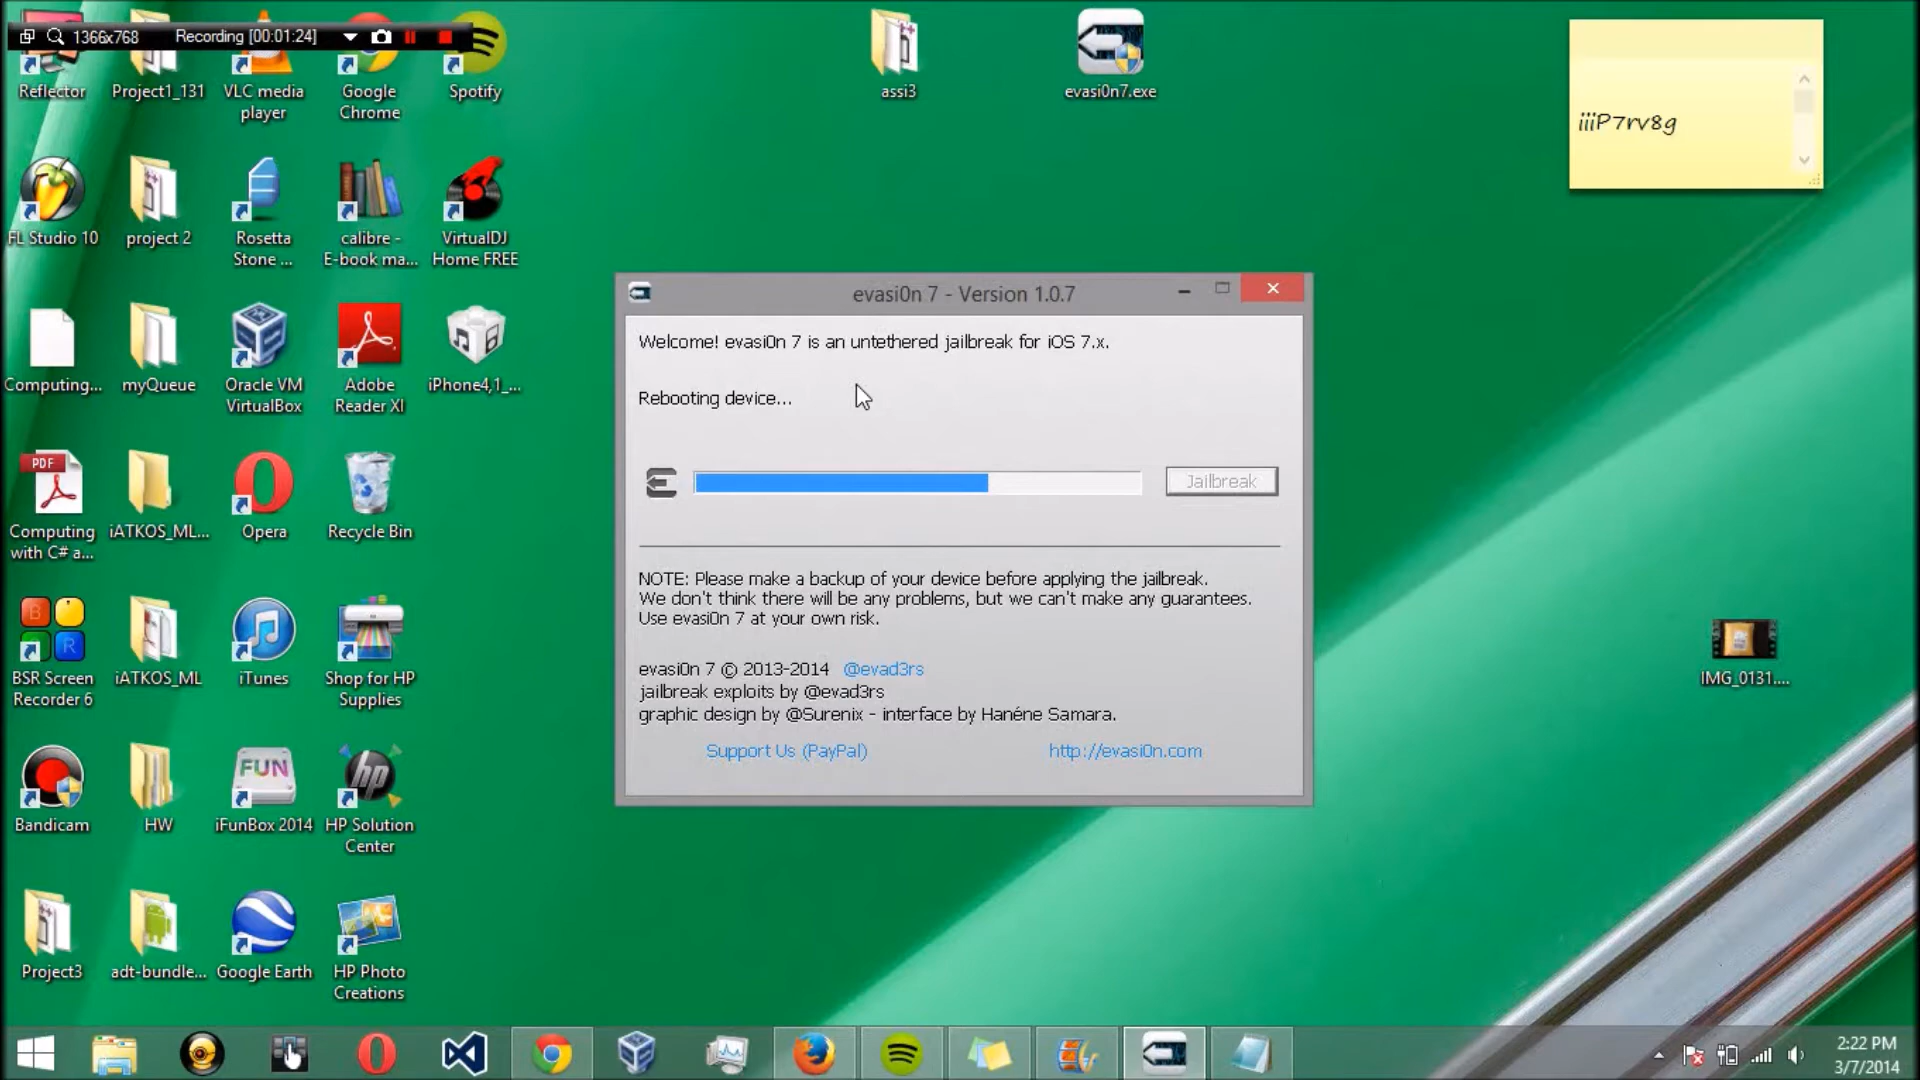 1366x768 Recording [00:01:24]
Reflector
Project1_131
VLC media
player
Google
Chrome
Spotify
assi3
evasi0n7.exe
iiiP7rv8g
FL Studio 10
project 2
Rosetta
Stone ...
calibre -
E-book ma...
VirtualDJ
Home FREE
evasi0n 7 - Version 1.0.7
Welcome! evasi0n 7 is an untethered jailbreak for iOS 7.x.
Rebooting device...
Jailbreak
NOTE: Please make a backup of your device before applying the jailbreak.
We don't think there will be any problems, but we can't make any guarantees.
Use evasi0n 7 at your own risk.
evasi0n 7 © 2013-2014 @evad3rs
jailbreak exploits by @evad3rs
graphic design by @Surenix - interface by Hanéne Samara.
Support Us (PayPal) http://evasi0n.com
Computing...
myQueue
Oracle VM
VirtualBox
Adobe
Reader XI
iPhone4,1_...
PDF
Computing
with C# a...
iATKOS_ML...
Opera
Recycle Bin
B
R
BSR Screen
Recorder 6
iATKOS_ML
iTunes
Shop for HP
Supplies
IMG_0131....
Bandicam
HW
FUN
iFunBox 2014
hp
HP Solution
Center
Project3
adt-bundle...
Google Earth
HP Photo
Creations
2:22 PM
3/7/2014